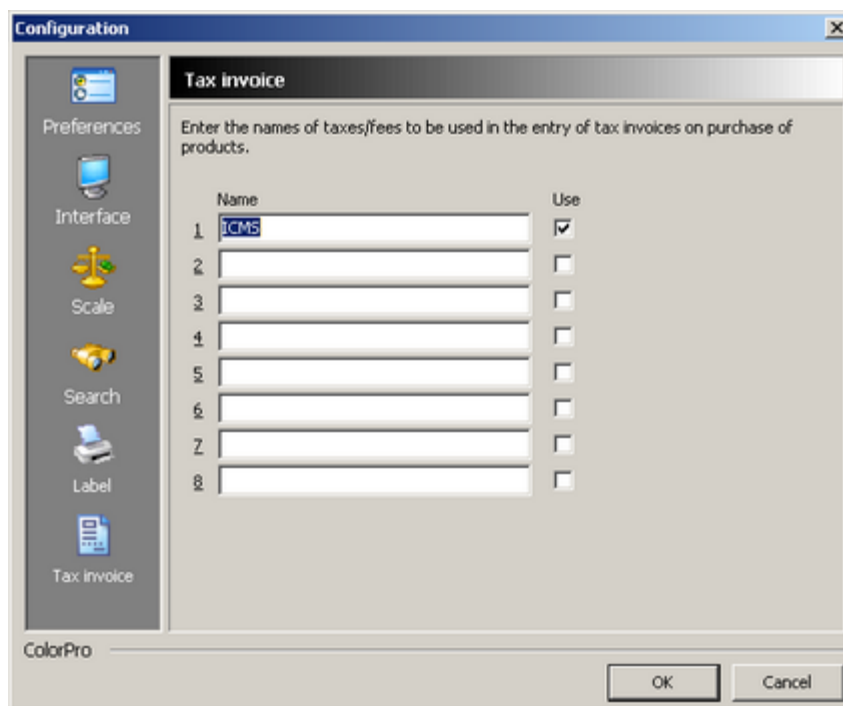 Configuration
Preferences
Interface
Scale
Search
Label
Tax invoice
Tax invoice
Enter the names of taxes/fees to be used in the entry of tax invoices on purchase of
products.
Name Use
1 ICMS
2
3
4
5
6
7
8
ColorPro
OK Cancel